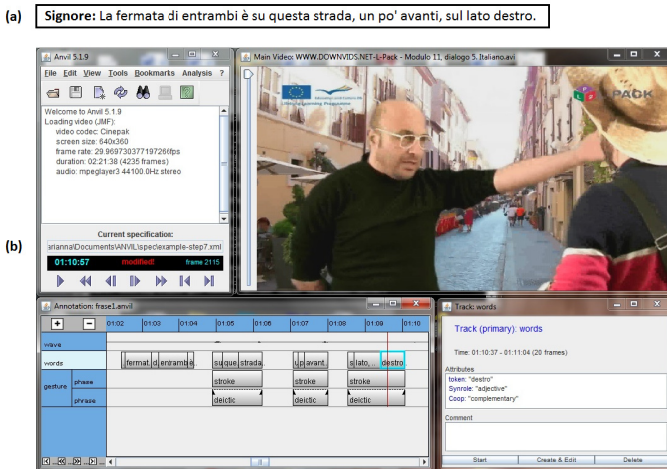 (a) Signore: La fermata di entrambi è su questa strada, un po' avanti, sul lato destro.
(b)
Anvil 5.1.9
File Edit View Tools Bookmarks Analysis ?
Welcome to Anvil 5.1.9
Loading video (JMF):
video codec: Cinepak
screen size: 640x360
frame rate: 29.96973037719726fps
duration: 02:21:38 (4235 frames)
audio: mpeglayer3 44100.0Hz stereo
Current specification:
arianna\Documents\ANVIL\spec\example-step7.xml
01:10:57 modified! frame 2115
Main Video: WWW.DOWNVIDS.NET-L-Pack - Modulo 11, dialogo 5. Italiano.avi
Lifelong Learning Programme
L-PACK
Annotation: frase1.anvil
+ -
01:02 01:03 01:04 01:05 01:06 01:07 01:08 01:09 01:10
wave
words fermat. d. entramb è. su que strada. u p avant. s lato,... destro
gesture phase stroke stroke stroke
phrase deictic deictic deictic
Track: words
Track (primary): words
Time: 01:10:37 - 01:11:04 (20 frames)
Attributes
token: "destro"
Synrole: "adjective"
Coop: "complementary"
Comment
Start Create & Edit Delete